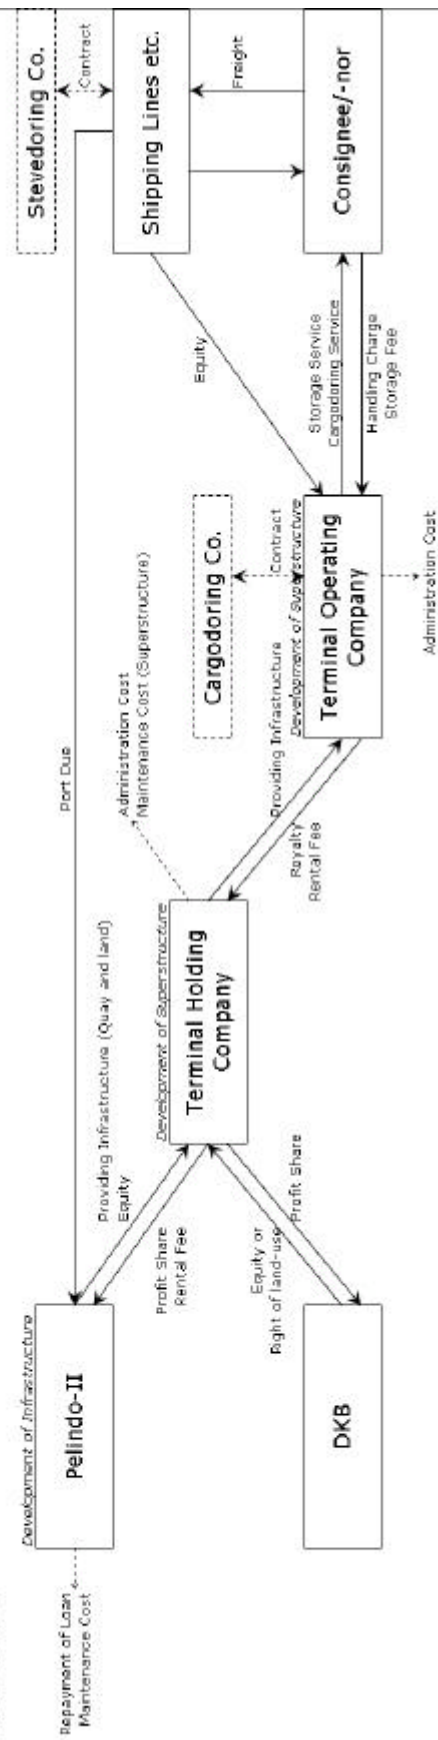 Development of Infrastructure
Pelindo-II
Repayment of Loan
Maintenance Cost
DKB
Port Due
Providing Infrastructure (Quay and land)
Equity
Profit Share
Rental Fee
Equity or
Right of land-use
Profit Share
Development of Superstructure
Terminal Holding
Company
Administration Cost
Maintenance Cost (Superstructure)
Providing Infrastructure
Royalty
Rental Fee
Cargodoring Co.
Contract
Development of Superstructure
Terminal Operating
Company
Administration Cost
Equity
Storage Service
Cargodoring Service
Handling Charge
Storage Fee
Stevedoring Co.
Contract
Shipping Lines etc.
Freight
Consignee/-nor